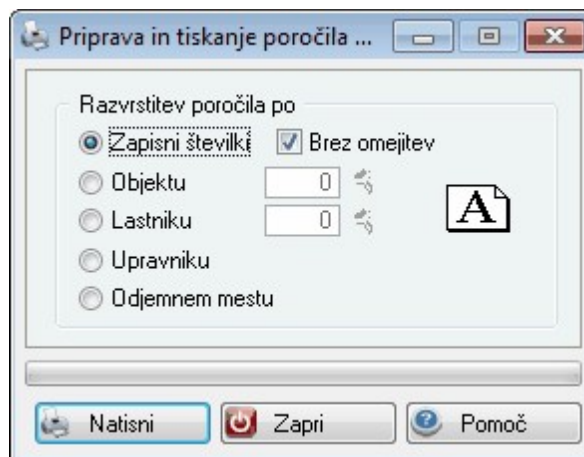 Priprava in tiskanje poročila ...
Razvrstitev poročila po
Zapisni številki Brez omejitev
Objektu 0
Lastniku 0
A
Upravniku
Odjemnem mestu
Natisni Zapri Pomoč